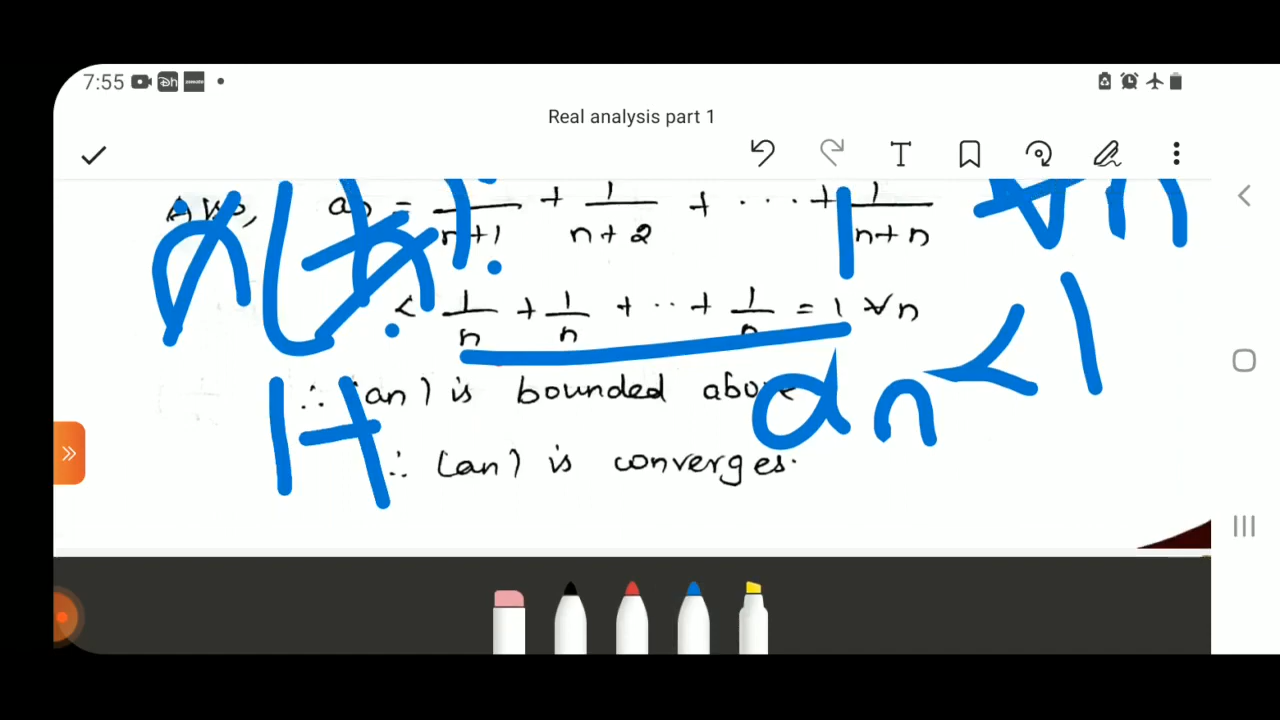 7:55
Real analysis part 1
Also, an = 1/n+1 + 1/n+2 + ... + 1/n+n ∀ n
< 1/n + 1/n + .. + 1/n = 1 ∀ n
∴ (an) is bounded above
an < 1
∴ (an) is converges.